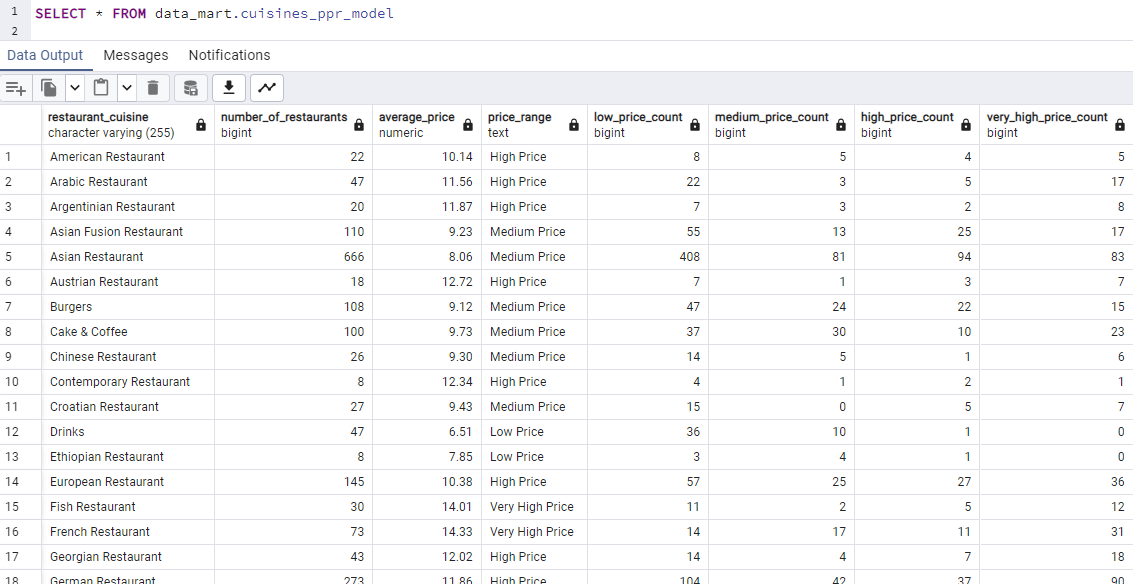 1 SELECT * FROM data_mart.cuisines_ppr_model
2
Data Output Messages Notifications
restaurant_cuisine number_of_restaurants average_price price_range low_price_count medium_price_count high_price_count very_high_price_count
character varying (255) bigint numeric text bigint bigint bigint bigint
1 American Restaurant 22 10.14 High Price 8 5 4 5
2 Arabic Restaurant 47 11.56 High Price 22 3 5 17
3 Argentinian Restaurant 20 11.87 High Price 7 3 2 8
4 Asian Fusion Restaurant 110 9.23 Medium Price 55 13 25 17
5 Asian Restaurant 666 8.06 Medium Price 408 81 94 83
6 Austrian Restaurant 18 12.72 High Price 7 1 3 7
7 Burgers 108 9.12 Medium Price 47 24 22 15
8 Cake & Coffee 100 9.73 Medium Price 37 30 10 23
9 Chinese Restaurant 26 9.30 Medium Price 14 5 1 6
10 Contemporary Restaurant 8 12.34 High Price 4 1 2 1
11 Croatian Restaurant 27 9.43 Medium Price 15 0 5 7
12 Drinks 47 6.51 Low Price 36 10 1 0
13 Ethiopian Restaurant 8 7.85 Low Price 3 4 1 0
14 European Restaurant 145 10.38 High Price 57 25 27 36
15 Fish Restaurant 30 14.01 Very High Price 11 2 5 12
16 French Restaurant 73 14.33 Very High Price 14 17 11 31
17 Georgian Restaurant 43 12.02 High Price 14 4 7 18
18 German Restaurant 273 11.86 High Price 104 42 37 90